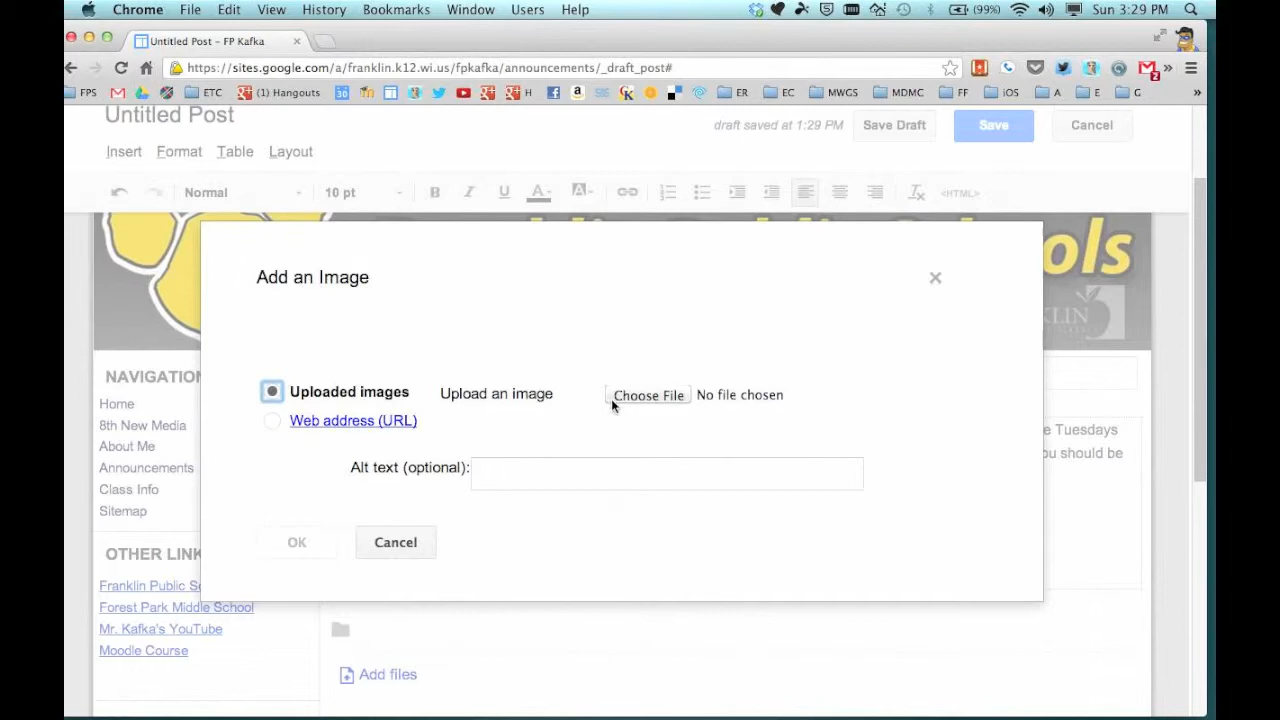 Chrome File Edit View History Bookmarks Window Users Help (99%) Sun 3:29 PM
Untitled Post – FP Kafka
https://sites.google.com/a/franklin.k12.wi.us/fpkafka/announcements/_draft_post#
2
FPS ETC (1) Hangouts 30 H ER EC MWGS MDMC FF iOS A E G »
Untitled Post
draft saved at 1:29 PM Save Draft Save Cancel
Insert Format Table Layout
Normal 10 pt B I U A A <HTML>
Schools
Add an Image
NAVIGATION
Uploaded images Upload an image Choose File No file chosen
Home
Web address (URL)
8th New Media
e Tuesdays
About Me
ou should be
Announcements
Alt text (optional):
Class Info
Sitemap
OK Cancel
OTHER LINK
Franklin Public Sc
Forest Park Middle School
Mr. Kafka's YouTube
Moodle Course
Add files